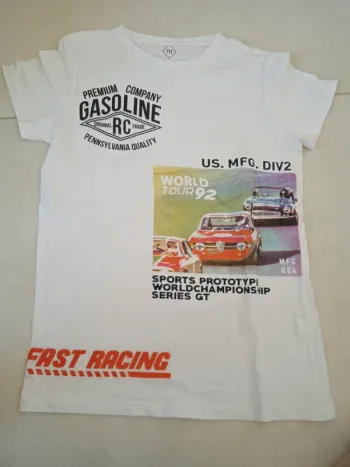 PREMIUM COMPANY
GASOLINE
ORIGINAL RC TRADE
PENNSYLVANIA QUALITY
US. MFG. DIV2
WORLD
TOUR 92
MFG
USA
SPORTS PROTOTYPE
WORLDCHAMPIONSHIP
SERIES GT
FAST RACING